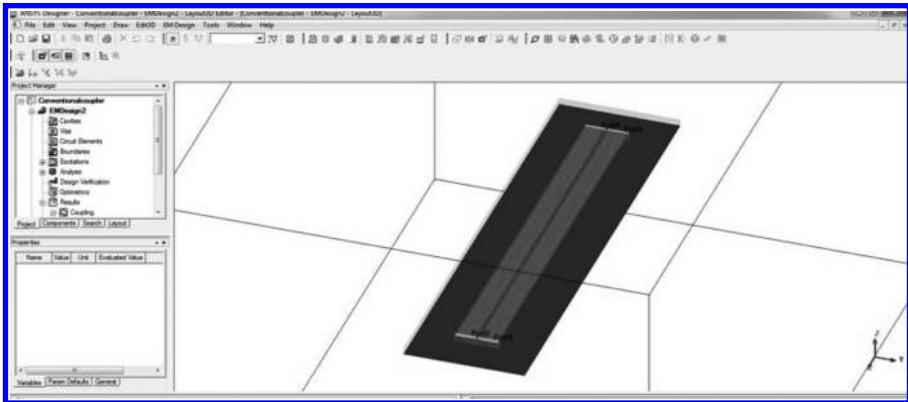 ANSYS Designer - Conventionalcoupler - EMDesign2 - Layout3D Editor - [Conventionalcoupler - EMDesign2 - Layout3D]
File Edit View Project Draw Edit3D EM Design Tools Window Help
Project Manager
Conventionalcoupler
EMDesign2
Cavities
Vias
Circuit Elements
Boundaries
Excitations
Analysis
Design Verification
Optimetrics
Results
Coupling
Project Components Search Layout
Properties
Name Value Unit Evaluated Value
Variables Param Defaults General
Z
Y